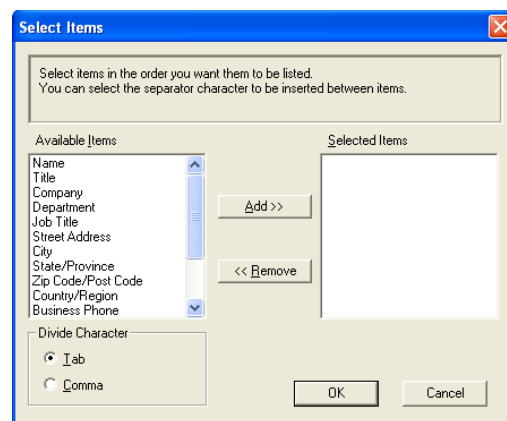 Select Items
Select items in the order you want them to be listed.
You can select the separator character to be inserted between items.
Available Items
Name
Title
Company
Department
Job Title
Street Address
City
State/Province
Zip Code/Post Code
Country/Region
Business Phone
Add >>
<< Remove
Selected Items
Divide Character
Tab
Comma
OK
Cancel